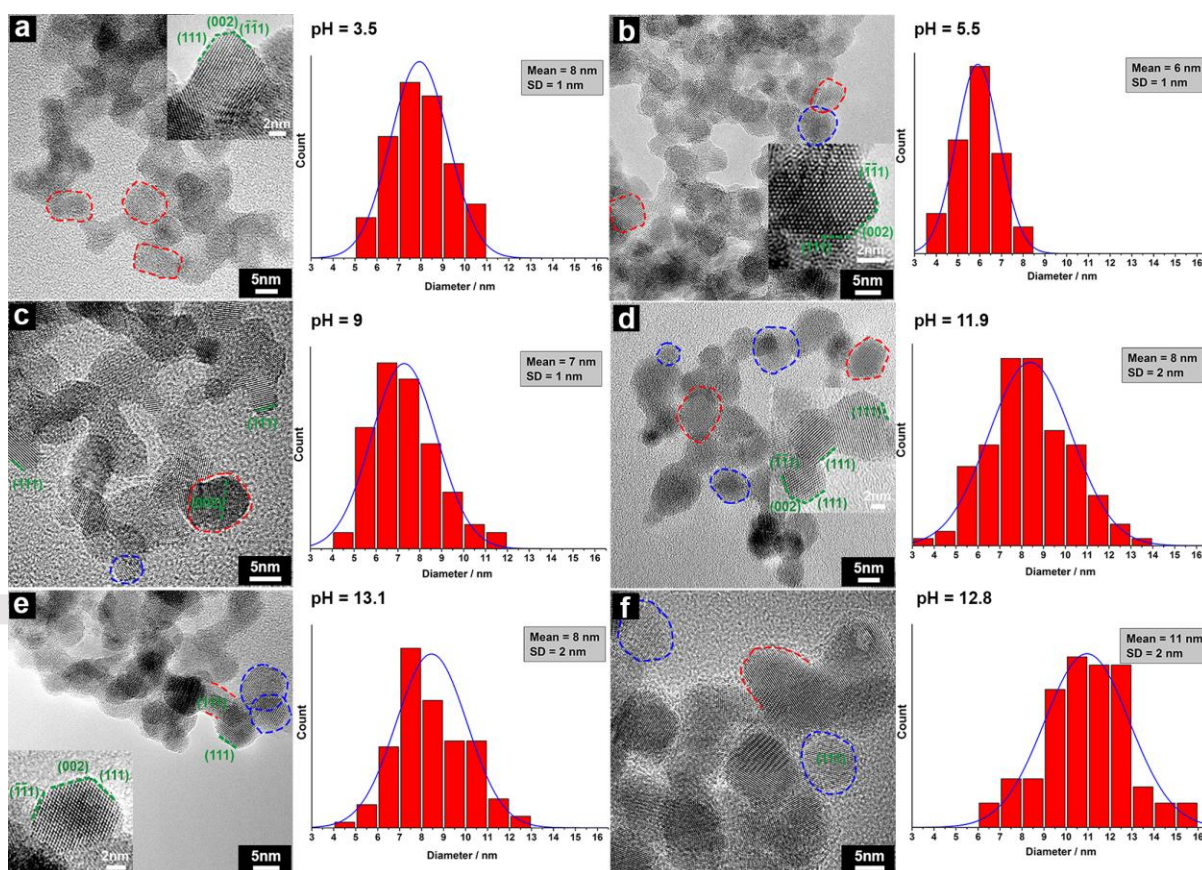 a
(111)
(002)
(1̅1̅1)
2nm
5nm
pH = 3.5
Mean = 8 nm
SD = 1 nm
Count
3 4 5 6 7 8 9 10 11 12 13 14 15 16
Diameter / nm
b
(1̅1̅1)
(002)
2nm
5nm
pH = 5.5
Mean = 6 nm
SD = 1 nm
Count
3 4 5 6 7 8 9 10 11 12 13 14 15 16
Diameter / nm
c
(111)
(111)
5nm
pH = 9
Mean = 7 nm
SD = 1 nm
Count
3 4 5 6 7 8 9 10 11 12 13 14 15 16
Diameter / nm
d
(111)
(111)
(002)
(111)
2nm
5nm
pH = 11.9
Mean = 8 nm
SD = 2 nm
Count
3 4 5 6 7 8 9 10 11 12 13 14 15 16
Diameter / nm
e
(111)
(002)
(111)
(1̅1̅1)
2nm
5nm
pH = 13.1
Mean = 8 nm
SD = 2 nm
Count
3 4 5 6 7 8 9 10 11 12 13 14 15 16
Diameter / nm
f
5nm
pH = 12.8
Mean = 11 nm
SD = 2 nm
Count
3 4 5 6 7 8 9 10 11 12 13 14 15 16
Diameter / nm